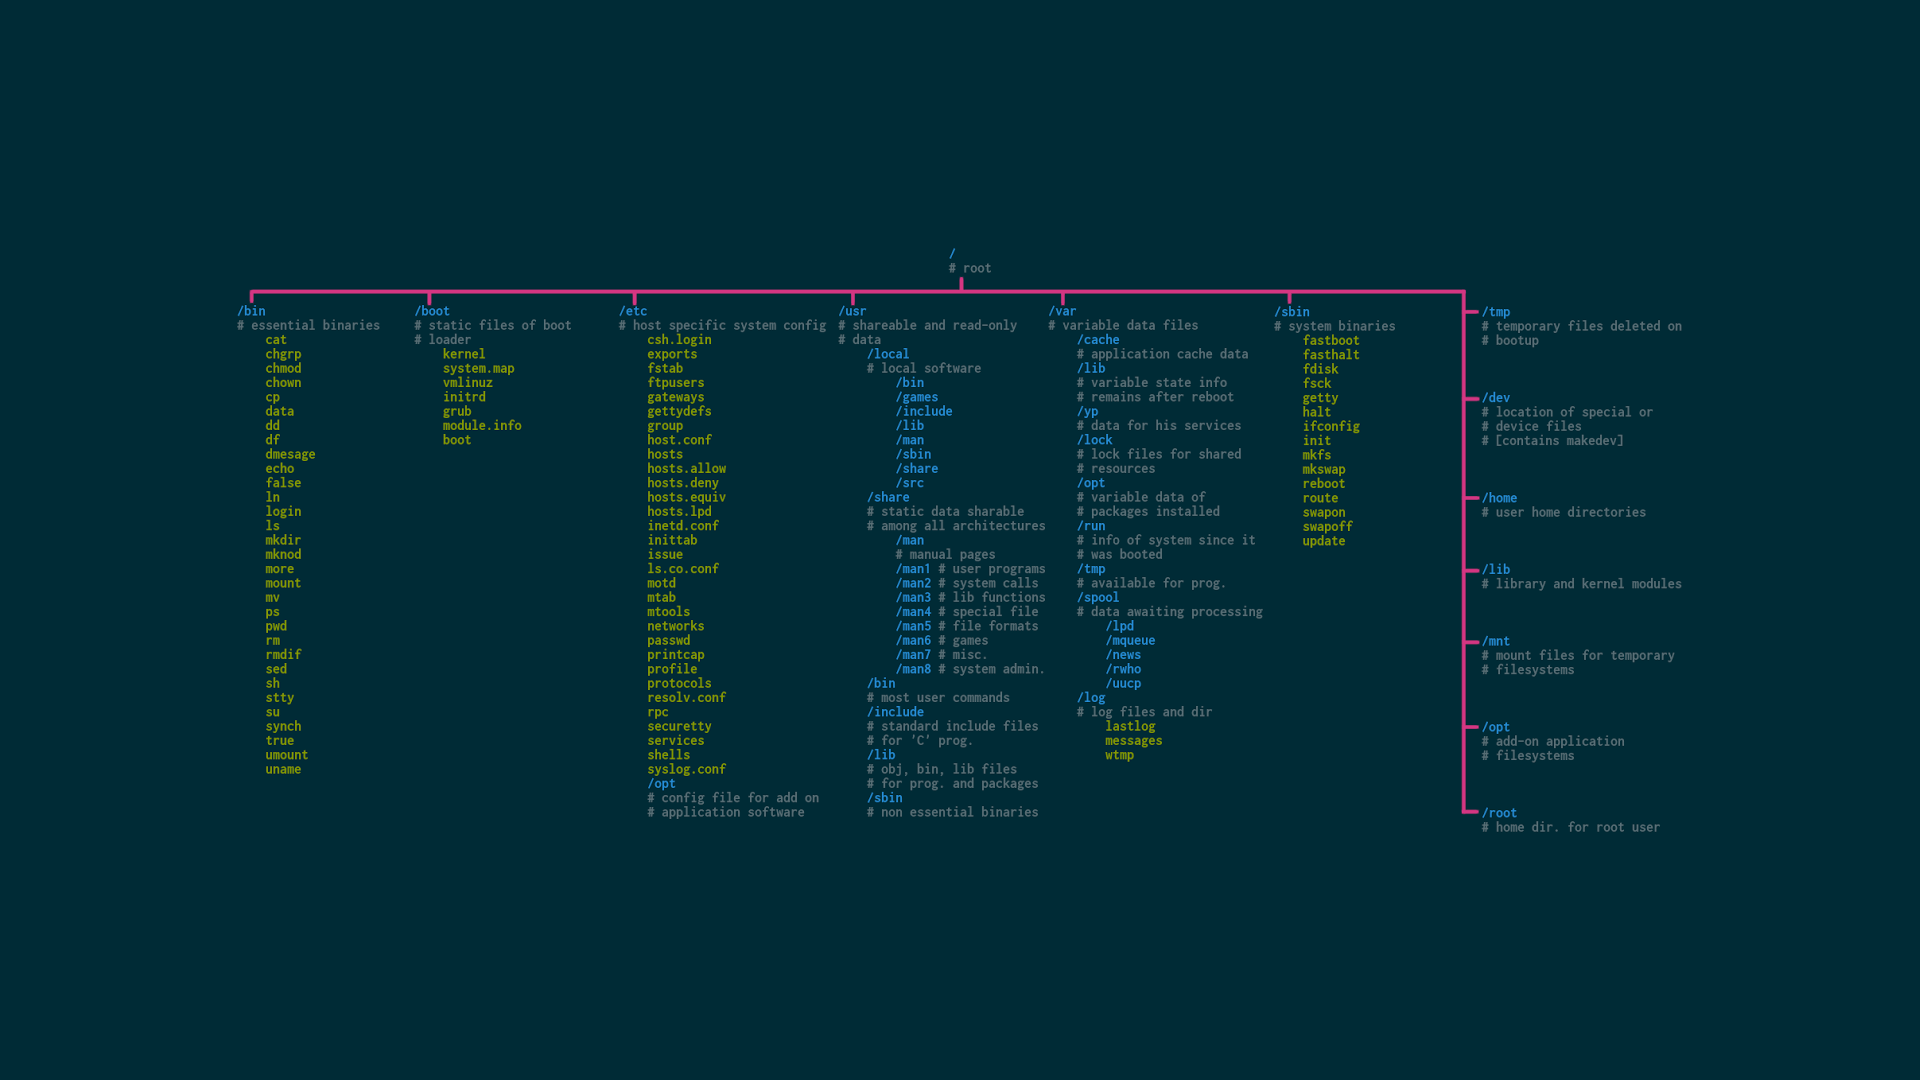 /
# root
/bin
# essential binaries
cat
chgrp
chmod
chown
cp
data
dd
df
dmesage
echo
false
ln
login
ls
mkdir
mknod
more
mount
mv
ps
pwd
rm
rmdif
sed
sh
stty
su
synch
true
umount
uname
/boot
# static files of boot
# loader
kernel
system.map
vmlinuz
initrd
grub
module.info
boot
/etc
# host specific system config
csh.login
exports
fstab
ftpusers
gateways
gettydefs
group
host.conf
hosts
hosts.allow
hosts.deny
hosts.equiv
hosts.lpd
inetd.conf
inittab
issue
ls.co.conf
motd
mtab
mtools
networks
passwd
printcap
profile
protocols
resolv.conf
rpc
securetty
services
shells
syslog.conf
/opt
# config file for add on
# application software
/usr
# shareable and read-only
# data
/local
# local software
/bin
/games
/include
/lib
/man
/sbin
/share
/src
/share
# static data sharable
# among all architectures
/man
# manual pages
/man1 # user programs
/man2 # system calls
/man3 # lib functions
/man4 # special file
/man5 # file formats
/man6 # games
/man7 # misc.
/man8 # system admin.
/bin
# most user commands
/include
# standard include files
# for 'C' prog.
/lib
# obj, bin, lib files
# for prog. and packages
/sbin
# non essential binaries
/var
# variable data files
/cache
# application cache data
/lib
# variable state info
# remains after reboot
/yp
# data for his services
/lock
# lock files for shared
# resources
/opt
# variable data of
# packages installed
/run
# info of system since it
# was booted
/tmp
# available for prog.
/spool
# data awaiting processing
/lpd
/mqueue
/news
/rwho
/uucp
/log
# log files and dir
lastlog
messages
wtmp
/sbin
# system binaries
fastboot
fasthalt
fdisk
fsck
getty
halt
ifconfig
init
mkfs
mkswap
reboot
route
swapon
swapoff
update
/tmp
# temporary files deleted on
# bootup
/dev
# location of special or
# device files
# [contains makedev]
/home
# user home directories
/lib
# library and kernel modules
/mnt
# mount files for temporary
# filesystems
/opt
# add-on application
# filesystems
/root
# home dir. for root user